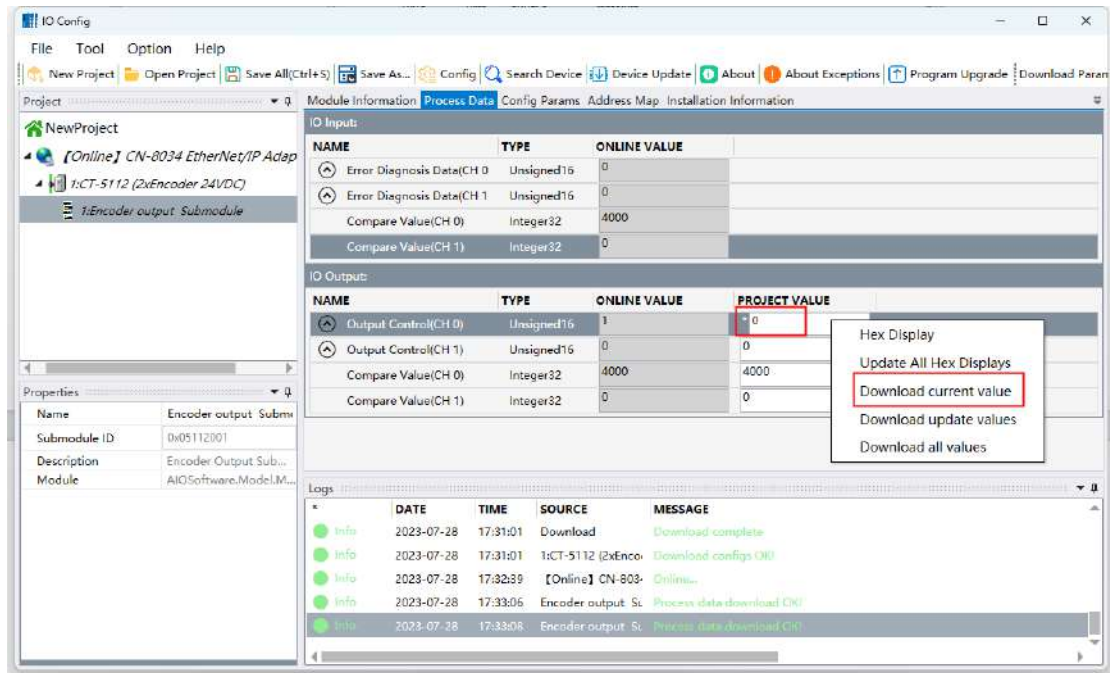 IO Config
File Tool Option Help
New Project Open Project Save All(Ctrl+S) Save As... Config Search Device Device Update About About Exceptions Program Upgrade Download Param
Project
Module Information Process Data Config Params Address Map Installation Information
NewProject
【Online】CN-8034 EtherNet/IP Adap
1:CT-5112 (2xEncoder 24VDC)
1:Encoder output Submodule
IO Input:
NAME TYPE ONLINE VALUE
Error Diagnosis Data(CH 0 Unsigned16 0
Error Diagnosis Data(CH 1 Unsigned16 0
Compare Value(CH 0) Integer32 4000
Compare Value(CH 1) Integer32 0
IO Output:
NAME TYPE ONLINE VALUE PROJECT VALUE
Output Control(CH 0) Unsigned16 1 * 0
Output Control(CH 1) Unsigned16 0 0
Compare Value(CH 0) Integer32 4000 4000
Compare Value(CH 1) Integer32 0 0
Hex Display
Update All Hex Displays
Download current value
Download update values
Download all values
Properties
Name Encoder output Subm
Submodule ID 0x05112001
Description Encoder Output Sub...
Module AIOSoftware.Model.M...
Logs
DATE TIME SOURCE MESSAGE
Info 2023-07-28 17:31:01 Download Download complete
Info 2023-07-28 17:31:01 1:CT-5112 (2xEnco Download configs OK!
Info 2023-07-28 17:32:39 【Online】CN-803 Online...
Info 2023-07-28 17:33:06 Encoder output Su Process data download OK!
Info 2023-07-28 17:33:08 Encoder output Su Process data download OK!